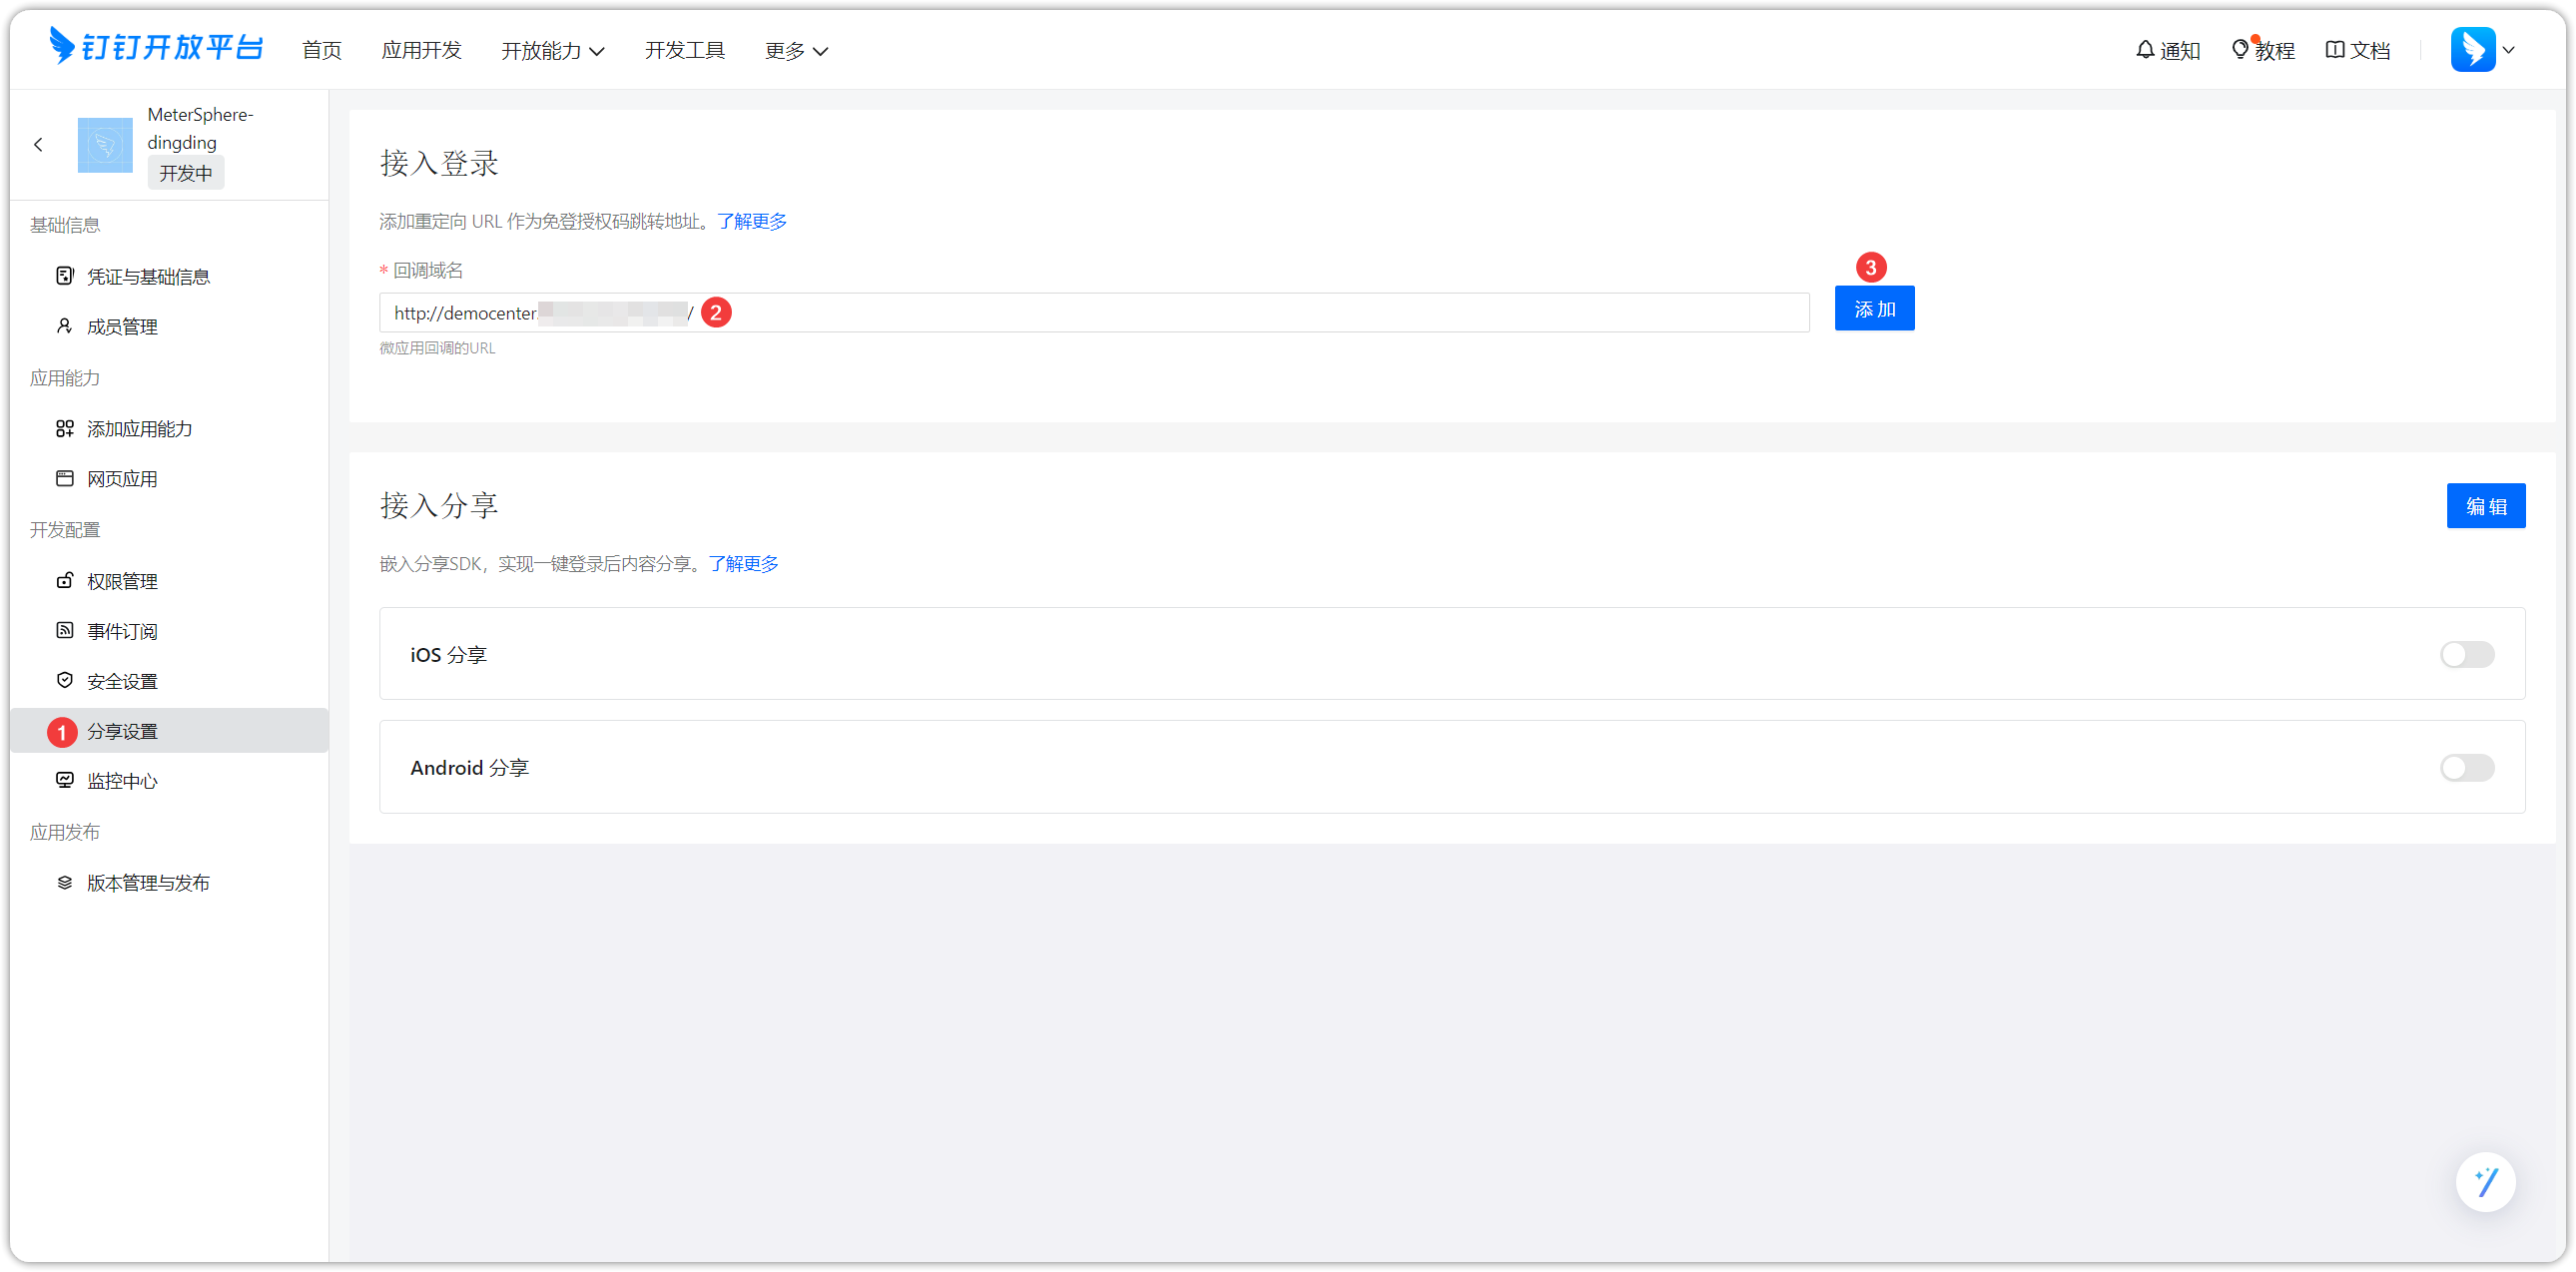 钉钉开放平台 首页 应用开发 开放能力 开发工具 更多 通知 教程 文档
MeterSphere-
dingding
开发中
基础信息
凭证与基础信息
成员管理
应用能力
添加应用能力
网页应用
开发配置
权限管理
事件订阅
安全设置
1 分享设置
监控中心
应用发布
版本管理与发布
接入登录
添加重定向 URL 作为免登授权码跳转地址。了解更多
* 回调域名
3
http://democenter. / 2
添加
微应用回调的URL
接入分享
编辑
嵌入分享SDK，实现一键登录后内容分享。了解更多
iOS 分享
Android 分享